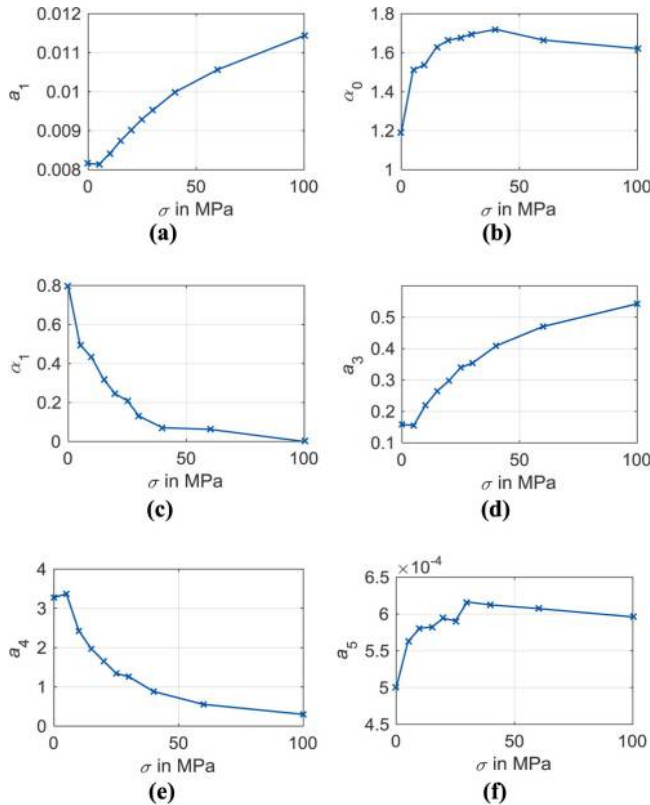 0.012
0.011
0.01
0.009
0.008
a1
0 50 100
σ in MPa
(a)
1.8
1.6
1.4
1.2
1
α0
0 50 100
σ in MPa
(b)
0.8
0.6
0.4
0.2
0
α1
0 50 100
σ in MPa
(c)
0.5
0.4
0.3
0.2
0.1
a3
0 50 100
σ in MPa
(d)
4
3
2
1
0
a4
0 50 100
σ in MPa
(e)
×10-4
6.5
6
5.5
5
4.5
a5
0 50 100
σ in MPa
(f)